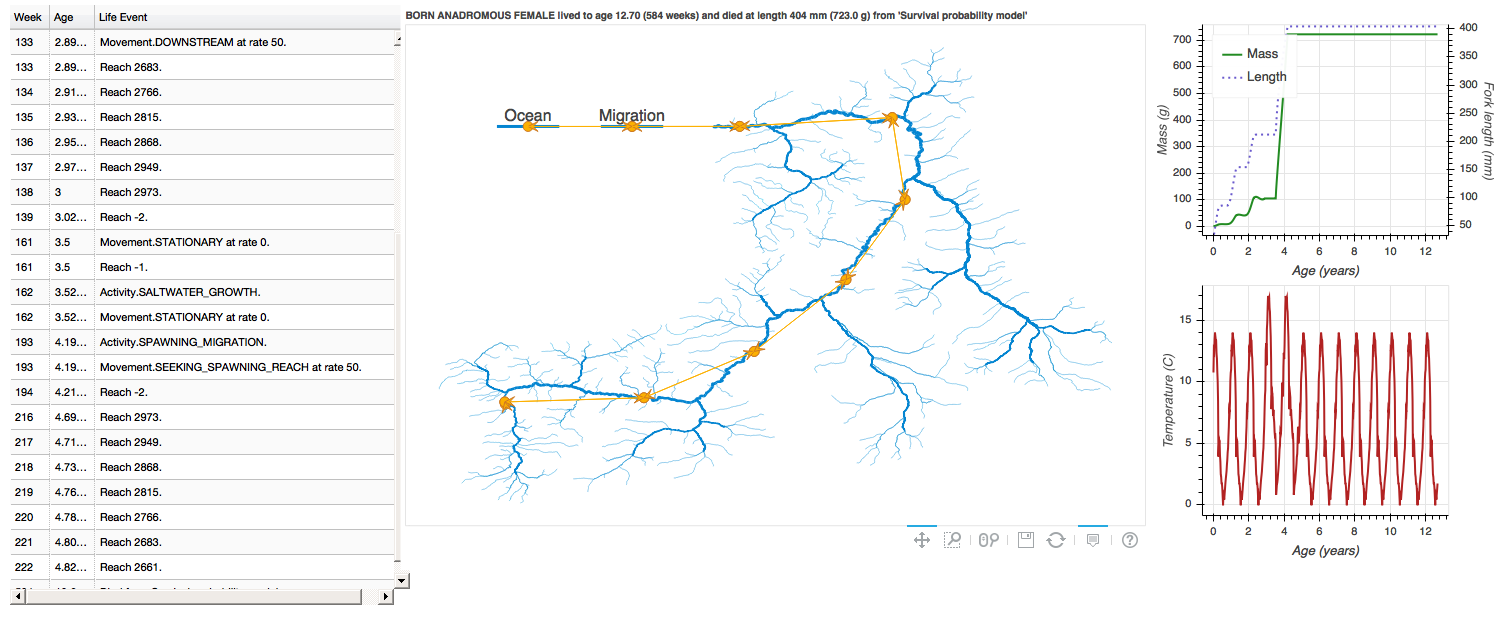 BORN ANADROMOUS FEMALE lived to age 12.70 (584 weeks) and died at length 404 mm (723.0 g) from 'Survival probability model'
Week Age Life Event
133 2.89... Movement.DOWNSTREAM at rate 50.
133 2.89... Reach 2683.
134 2.91... Reach 2766.
135 2.93... Reach 2815.
136 2.95... Reach 2868.
137 2.97... Reach 2949.
138 3 Reach 2973.
139 3.02... Reach -2.
161 3.5 Movement.STATIONARY at rate 0.
161 3.5 Reach -1.
162 3.52... Activity.SALTWATER_GROWTH.
162 3.52... Movement.STATIONARY at rate 0.
193 4.19... Activity.SPAWNING_MIGRATION.
193 4.19... Movement.SEEKING_SPAWNING_REACH at rate 50.
194 4.21... Reach -2.
216 4.69... Reach 2973.
217 4.71... Reach 2949.
218 4.73... Reach 2868.
219 4.76... Reach 2815.
220 4.78... Reach 2766.
221 4.80... Reach 2683.
222 4.82... Reach 2661.
Ocean Migration
Mass
Length
Mass (g)
700
600
500
400
300
200
100
0
Fork length (mm)
400
350
300
250
200
150
100
50
0 2 4 6 8 10 12
Age (years)
Temperature (C)
15
10
5
0
0 2 4 6 8 10 12
Age (years)